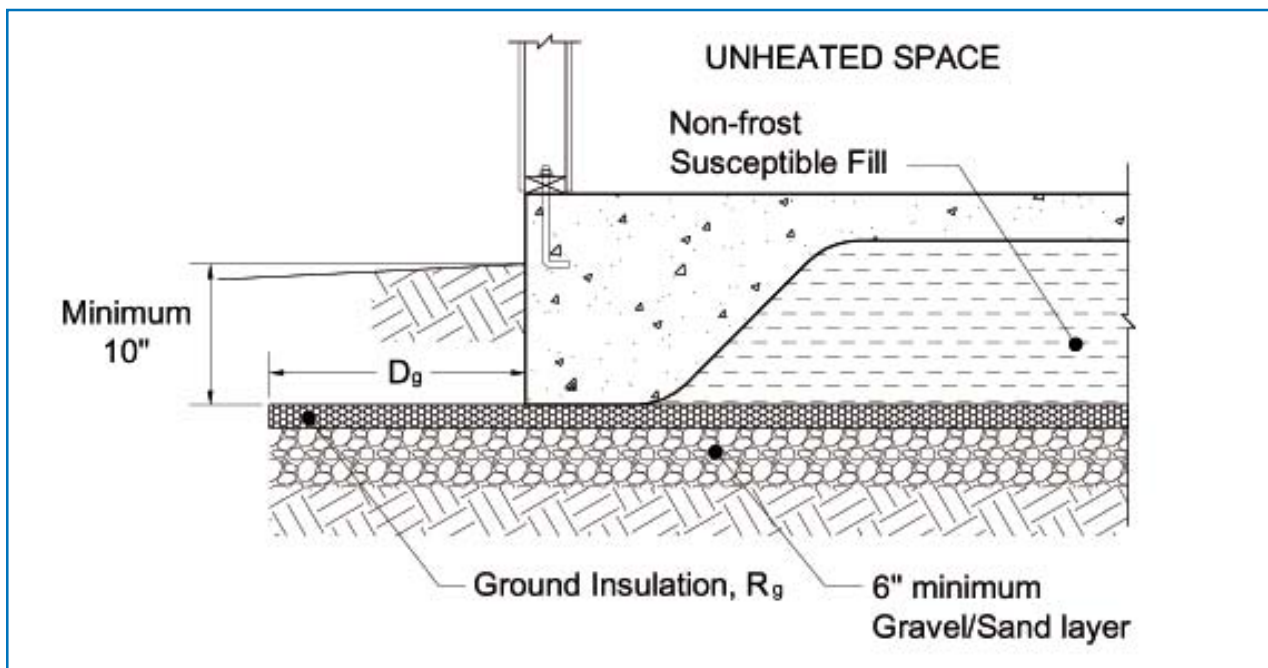 UNHEATED SPACE
Non-frost
Susceptible Fill
Minimum
10"
Dg
Ground Insulation, Rg
6" minimum
Gravel/Sand layer